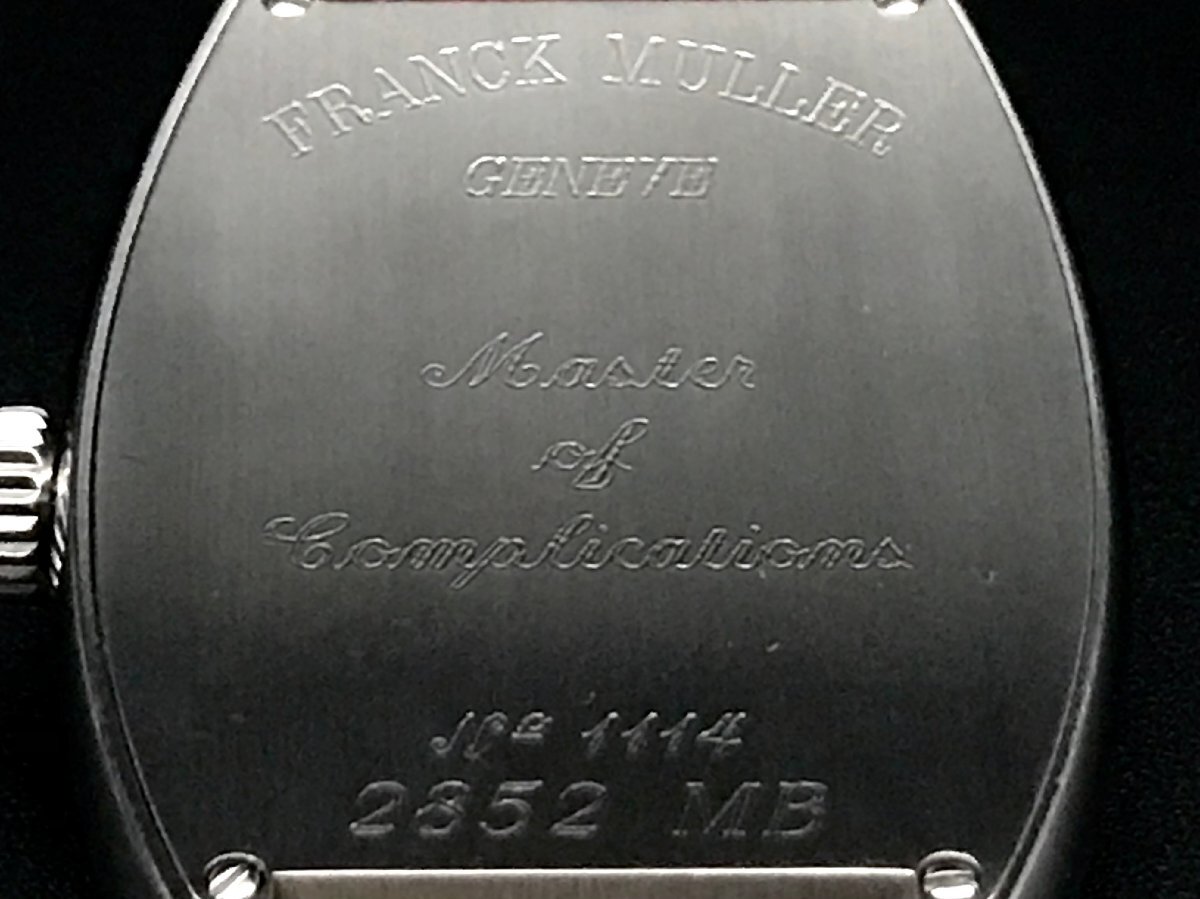 FRANCK MULLER
GENEVE
Master
of
Complications
Nº 1114
2852 MB